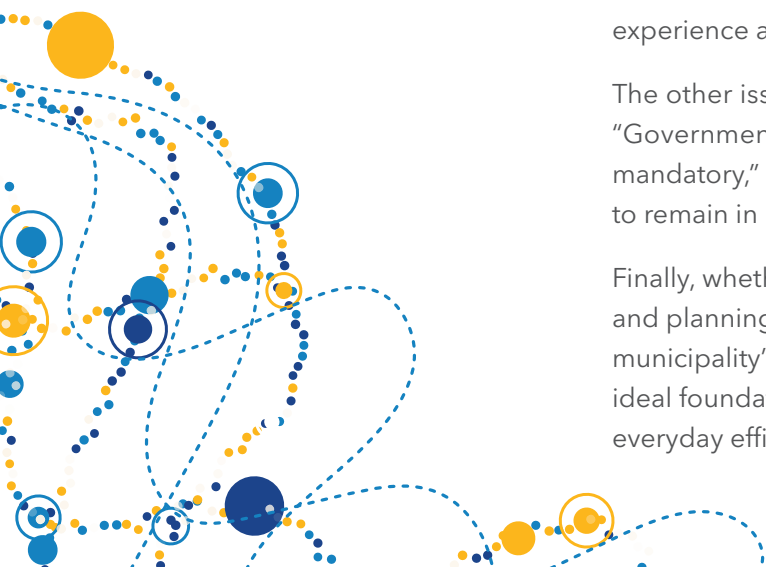 experience a
The other iss
“Governmen
mandatory,”
to remain in
Finally, wheth
and planning
municipality’
ideal founda
everyday effi